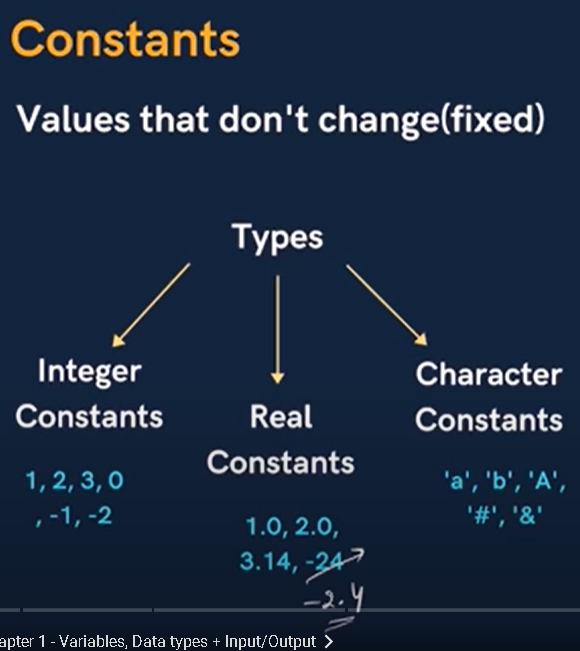 Constants
Values that don't change(fixed)
Types
Integer
Constants
1, 2, 3, 0
, -1, -2
Real
Constants
1.0, 2.0,
3.14, -24
-2.4
Character
Constants
'a', 'b', 'A',
'#', '&'
apter 1 - Variables, Data types + Input/Output >